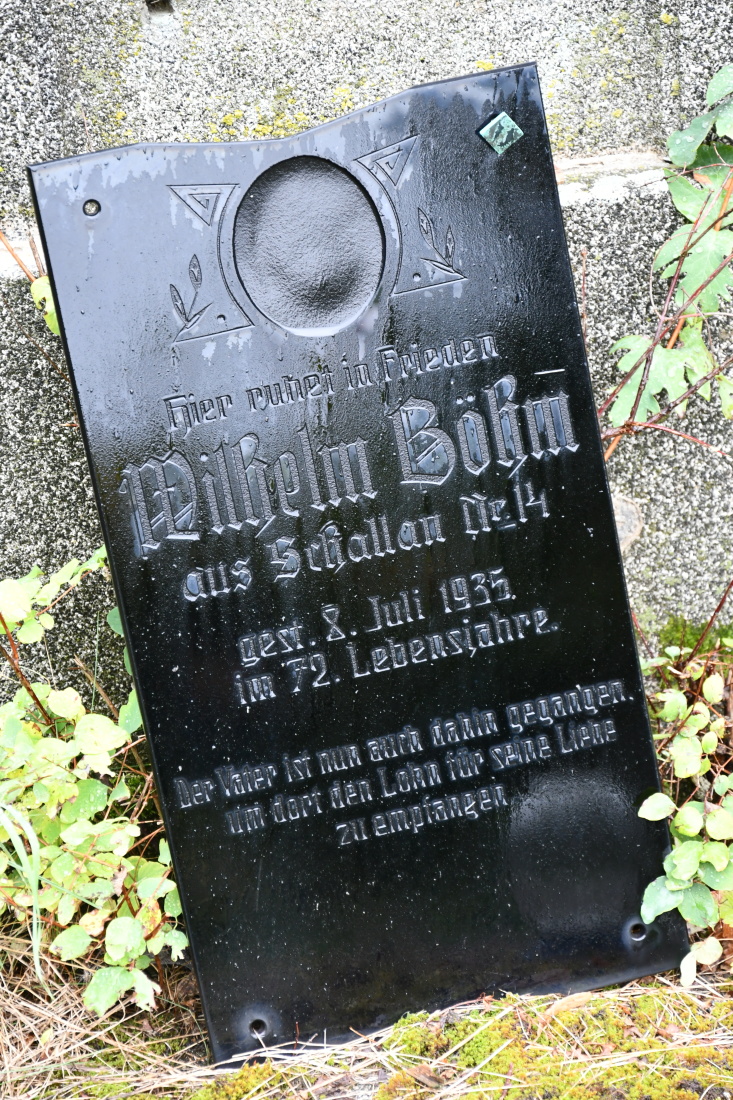 Hier ruhet in Frieden
Wilhelm Böhm̅
aus Schallan Nr. 14
gest. 8. Juli 1935.
im 72. Lebensjahre.
Der Vater ist nun auch dahin gegangen.
um dort den Lohn für seine Liebe
zu empfangen